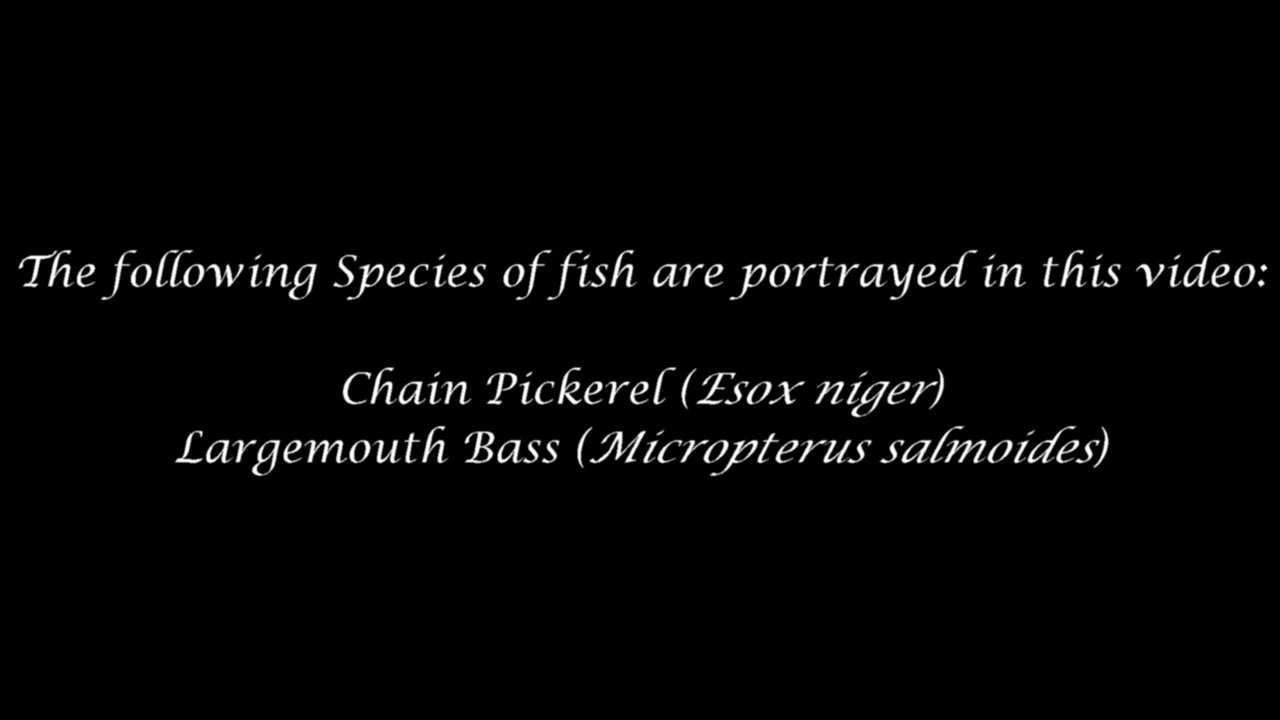 The following Species of fish are portrayed in this video:
Chain Pickerel (Esox niger)
Largemouth Bass (Micropterus salmoides)